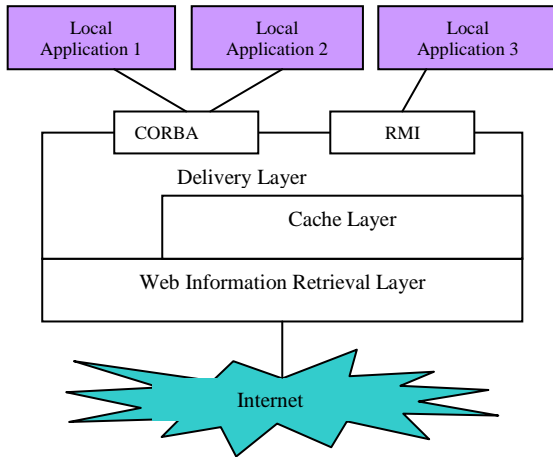 Local
Application 1
Local
Application 2
Local
Application 3
CORBA
RMI
Delivery Layer
Cache Layer
Web Information Retrieval Layer
Internet